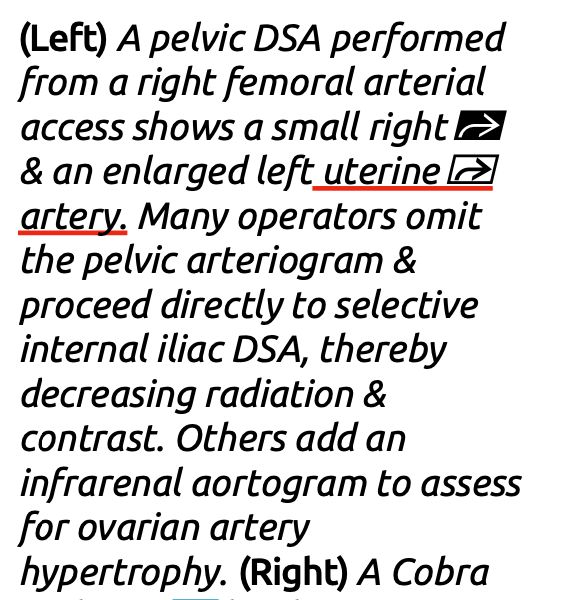 (Left) A pelvic DSA performed
from a right femoral arterial
access shows a small right
& an enlarged left uterine
artery. Many operators omit
the pelvic arteriogram &
proceed directly to selective
internal iliac DSA, thereby
decreasing radiation &
contrast. Others add an
infrarenal aortogram to assess
for ovarian artery
hypertrophy. (Right) A Cobra